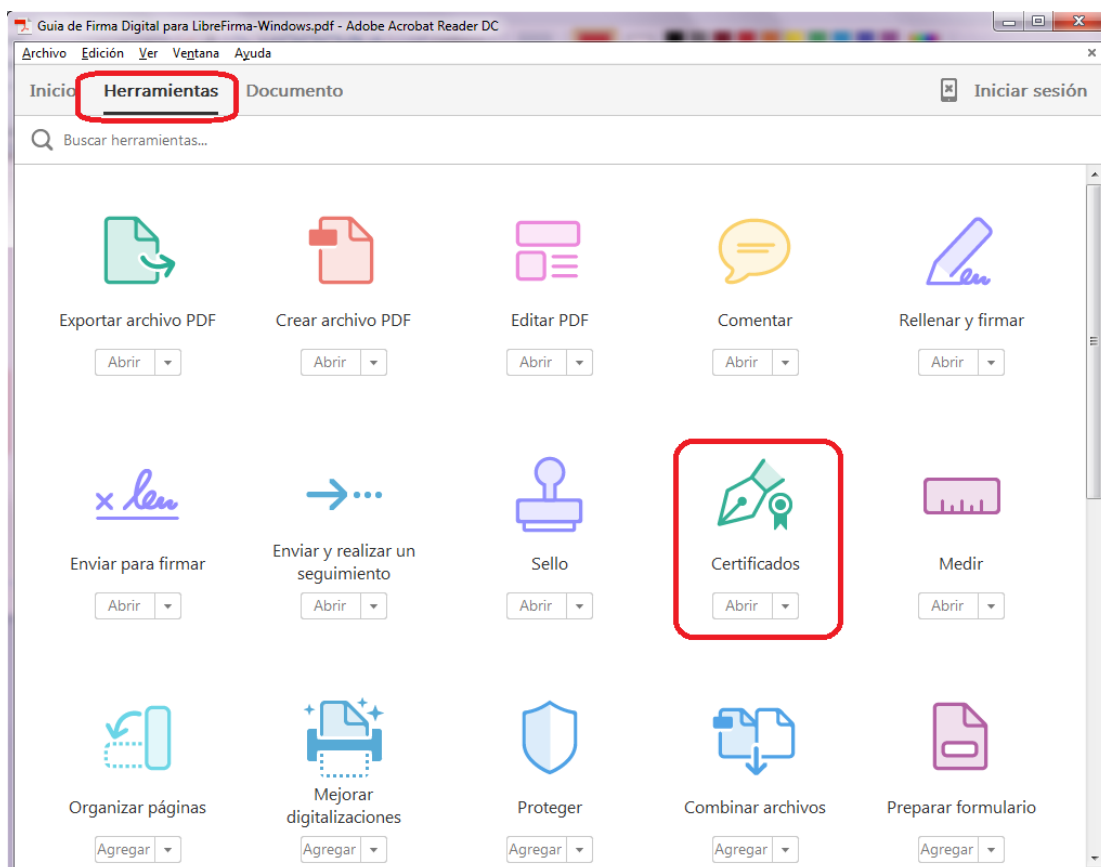 Guia de Firma Digital para LibreFirma-Windows.pdf - Adobe Acrobat Reader DC
Archivo Edición Ver Ventana Ayuda
Inicio Herramientas Documento Iniciar sesión
Buscar herramientas...
Exportar archivo PDF Crear archivo PDF Editar PDF Comentar Rellenar y firmar
Abrir Abrir Abrir Abrir Abrir
Enviar para firmar Enviar y realizar un seguimiento Sello Certificados Medir
Abrir Abrir Abrir Abrir Abrir
Organizar páginas Mejorar digitalizaciones Proteger Combinar archivos Preparar formulario
Agregar Agregar Agregar Agregar Agregar